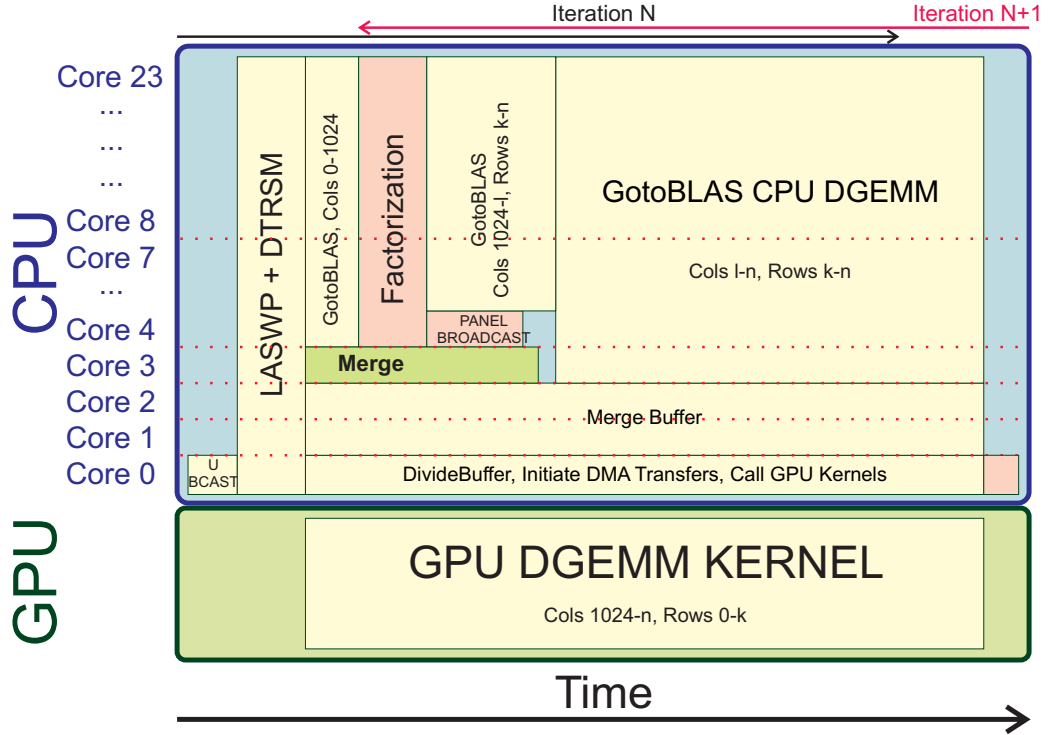 Iteration N
Iteration N+1
CPU
Core 23
...
...
...
Core 8
Core 7
...
Core 4
Core 3
Core 2
Core 1
Core 0
LASWP + DTRSM
GotoBLAS, Cols 0-1024
Factorization
GotoBLAS
Cols 1024-l, Rows k-n
GotoBLAS CPU DGEMM
Cols l-n, Rows k-n
PANEL
BROADCAST
Merge
Merge Buffer
U
BCAST
DivideBuffer, Initiate DMA Transfers, Call GPU Kernels
GPU
GPU DGEMM KERNEL
Cols 1024-n, Rows 0-k
Time